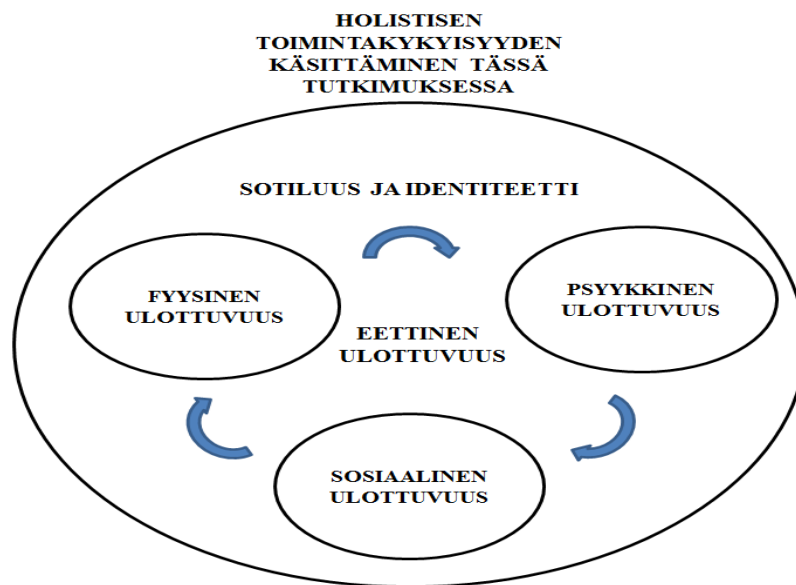 HOLISTISEN
TOIMINTAKYKYISYYDEN
KÄSITTÄMINEN TÄSSÄ
TUTKIMUKSESSA
SOTILUUS JA IDENTITEETTI
FYYSINEN
ULOTTUVUUS
PSYYKKINEN
ULOTTUVUUS
EETTINEN
ULOTTUVUUS
SOSIAALINEN
ULOTTUVUUS